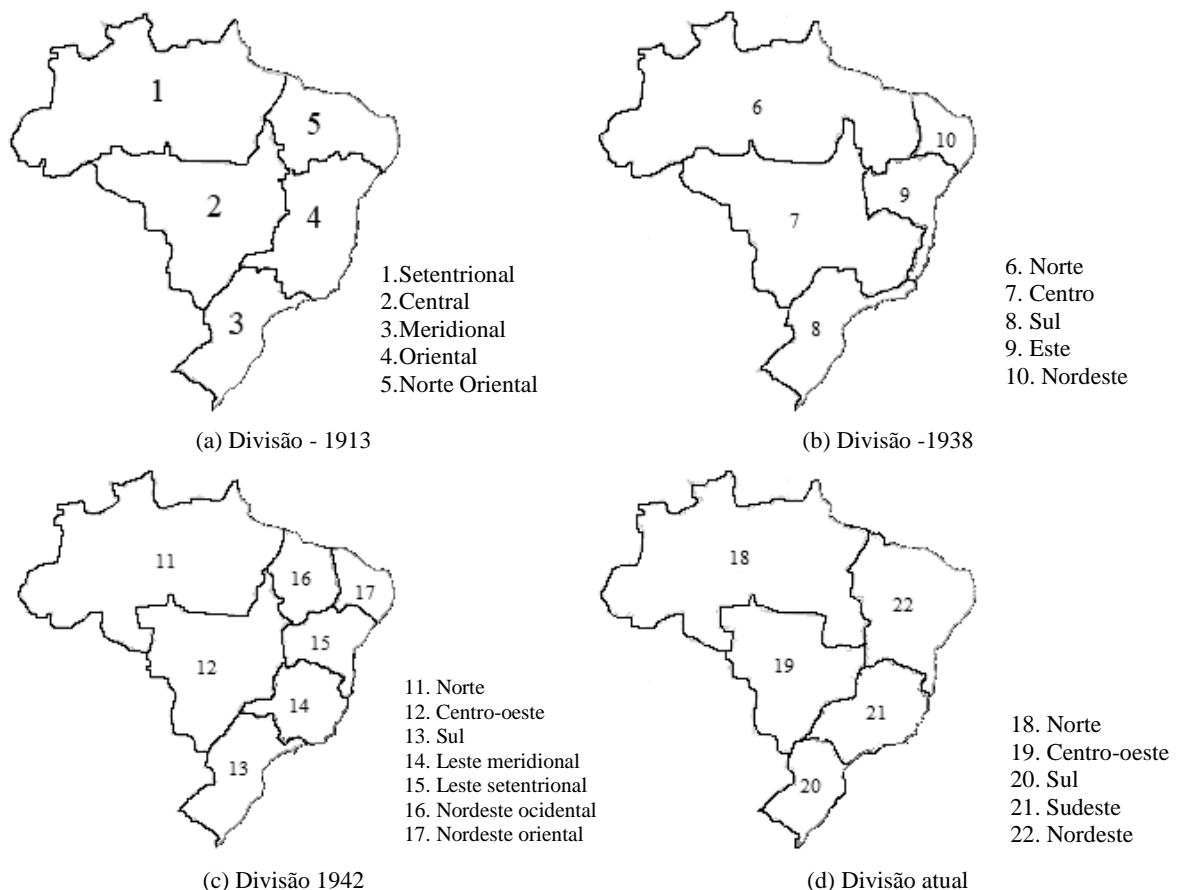 1
5
2
4
3
1.Setentrional
2.Central
3.Meridional
4.Oriental
5.Norte Oriental
(a) Divisão - 1913
6
10
9
7
8
6. Norte
7. Centro
8. Sul
9. Este
10. Nordeste
(b) Divisão -1938
11
16
17
15
12
14
13
11. Norte
12. Centro-oeste
13. Sul
14. Leste meridional
15. Leste setentrional
16. Nordeste ocidental
17. Nordeste oriental
(c) Divisão 1942
18
22
19
21
20
18. Norte
19. Centro-oeste
20. Sul
21. Sudeste
22. Nordeste
(d) Divisão atual